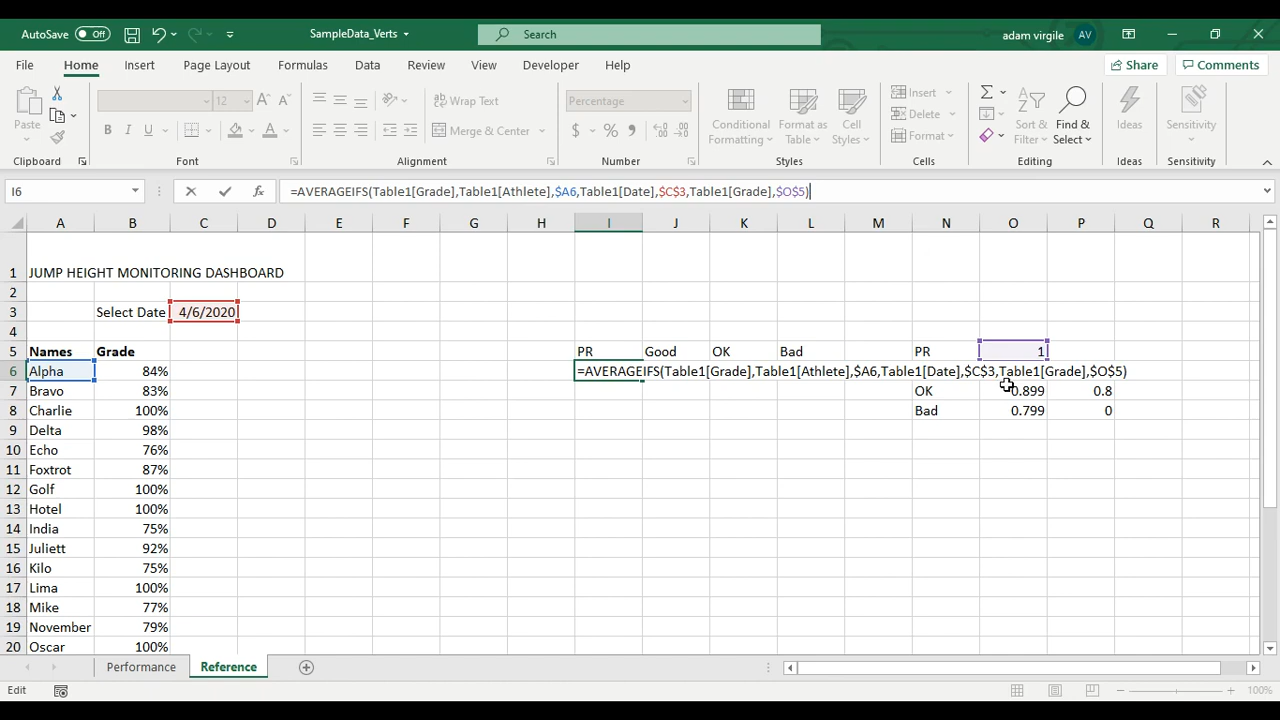 AutoSave Off SampleData_Verts Search adam virgile AV
File Home Insert Page Layout Formulas Data Review View Developer Help Share Comments
Paste 12 A A B I U A ab Wrap Text Merge & Center Percentage $ % 9 Conditional Formatting Format as Table Cell Styles Insert Delete Format Sort & Filter Find & Select Ideas Sensitivity
Clipboard Font Alignment Number Styles Cells Editing Ideas Sensitivity
I6 fx =AVERAGEIFS(Table1[Grade],Table1[Athlete],$A6,Table1[Date],$C$3,Table1[Grade],$O$5)
A B C D E F G H I J K L M N O P Q R
1 JUMP HEIGHT MONITORING DASHBOARD
2
3 Select Date 4/6/2020
4
5 Names Grade PR Good OK Bad PR 1
6 Alpha 84% =AVERAGEIFS(Table1[Grade],Table1[Athlete],$A6,Table1[Date],$C$3,Table1[Grade],$O$5)
7 Bravo 83% OK 0.899 0.8
8 Charlie 100% Bad 0.799 0
9 Delta 98%
10 Echo 76%
11 Foxtrot 87%
12 Golf 100%
13 Hotel 100%
14 India 75%
15 Juliett 92%
16 Kilo 75%
17 Lima 100%
18 Mike 77%
19 November 79%
20 Oscar 100%
Performance Reference
Edit 100%